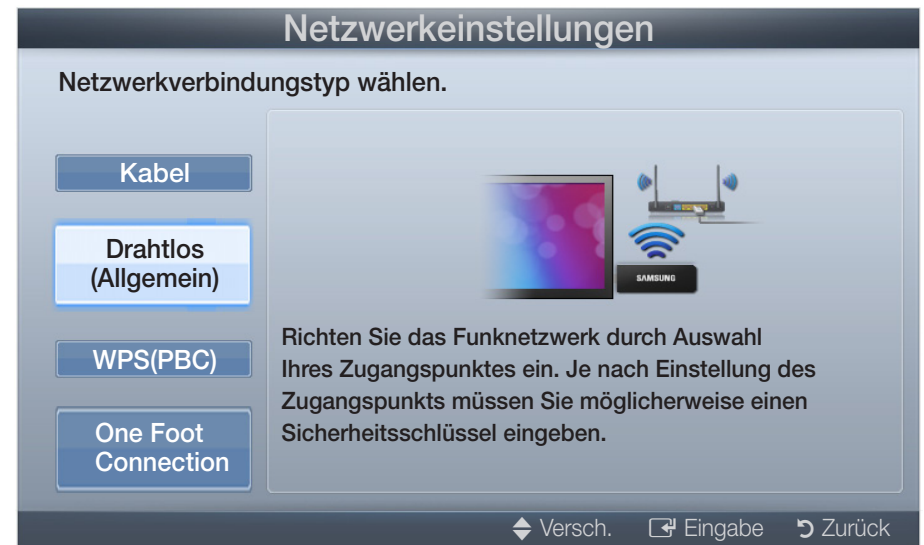 Netzwerkeinstellungen
Netzwerkverbindungstyp wählen.
Kabel
Drahtlos
(Allgemein)
WPS(PBC)
One Foot
Connection
SAMSUNG
Richten Sie das Funknetzwerk durch Auswahl
Ihres Zugangspunktes ein. Je nach Einstellung des
Zugangspunkts müssen Sie möglicherweise einen
Sicherheitsschlüssel eingeben.
Versch. Eingabe Zurück